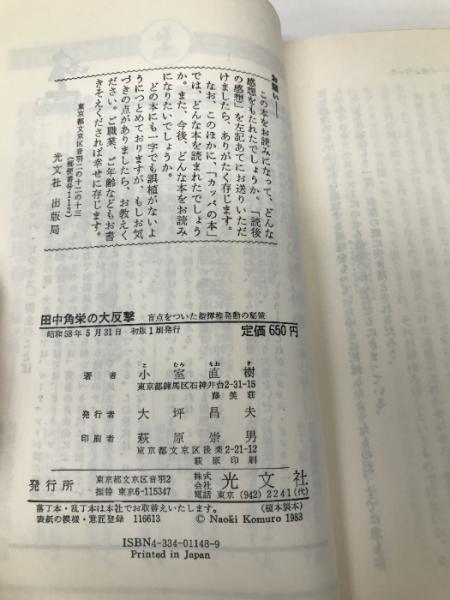 お願い――
この本をお読みになって、どんな
感想をもたれたでしょうか。「読後
の感想」を左記あてにお送りいただ
けましたら、ありがたく存じます。
なお、このほかに、「カッパの本」
では、どんな本を読まれたでしょう
か。また、今後、どんな本をお読み
になりたいでしょうか。
どの本にも一字でも誤植がないよ
うにつとめておりますが、もしお気
づきの点がありましたら、お教えく
ださい。ご職業、ご年齢などもお書
きそえくだされば幸せに存じます。
東京都文京区音羽二の十二の十三
光文社 出版局
田中角栄の大反撃 盲点をついた指揮権発動の秘策
昭和58年5月31日 初版1刷発行 定価650円
こ むろ なお き
著者 小室直樹
東京都練馬区石神井台2-31-15
藤美荘
発行者 大坪昌夫
印刷者 萩原崇男
東京都文京区後楽2-21-12
萩原印刷
発行所 東京都文京区音羽2 株式会社 光文社
振替 東京6-115347 電話 東京 (942) 2241(代)
落丁本・乱丁本は本社でお取替えいたします。 (榎本製本)
表紙の模様・意匠登録 116613 © Naoki Komuro 1983
ISBN4-334-01148-9
Printed in Japan